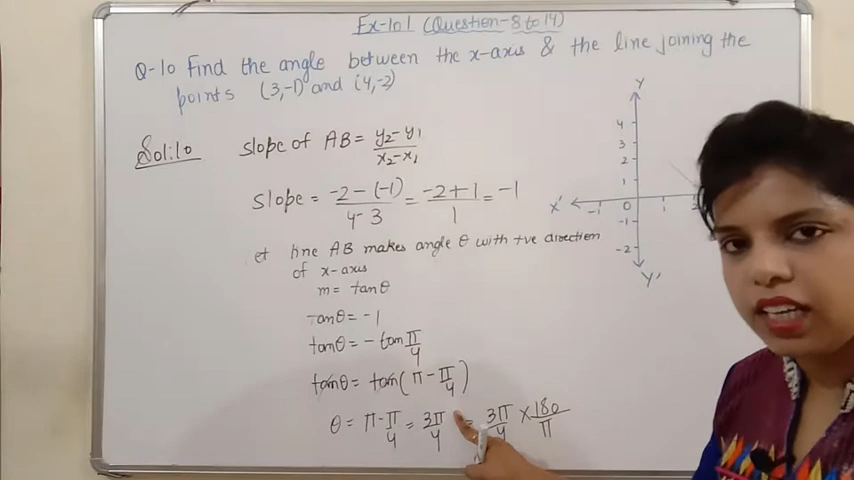 Ex-10.1 (Question-8 to 14)
Q-10 Find the angle between the x-axis & the line joining the
points (3,-1) and (4,-2)
Sol:10 slope of AB = y₂-y₁/x₂-x₁
slope = -2-(-1)/4-3 = -2+1/1 = -1
et line AB makes angle θ with +ve direction
of x-axis
m = tanθ
tanθ = -1
tanθ = -tan π/4
tanθ = tan(π - π/4)
θ = π - π/4 = 3π/4 = 3π/4 × 180/π
Y
4
3
2
1
X' -1 0 1 2
-1
-2
Y'